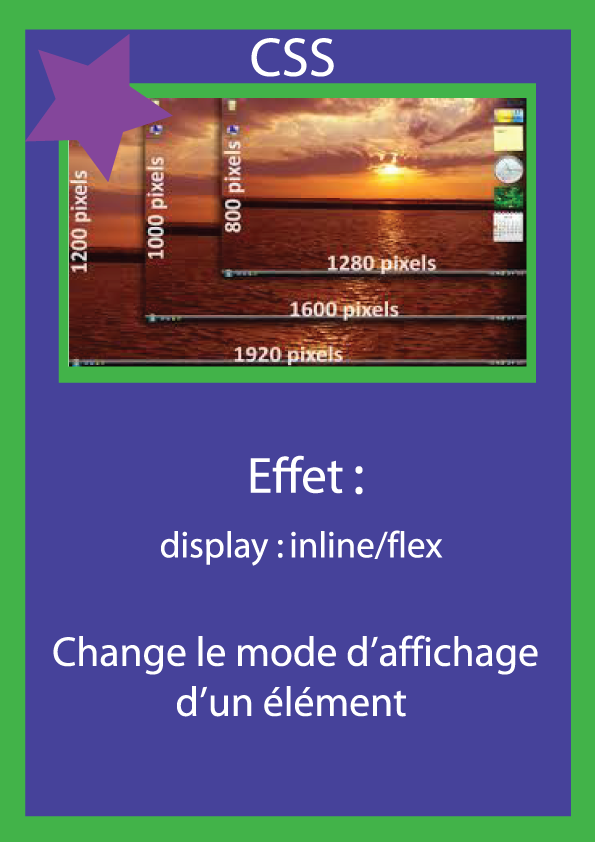 CSS
1200 pixels
1000 pixels
800 pixels
1280 pixels
1600 pixels
1920 pixels
Effet :
display : inline/flex
Change le mode d’affichage
d’un élément